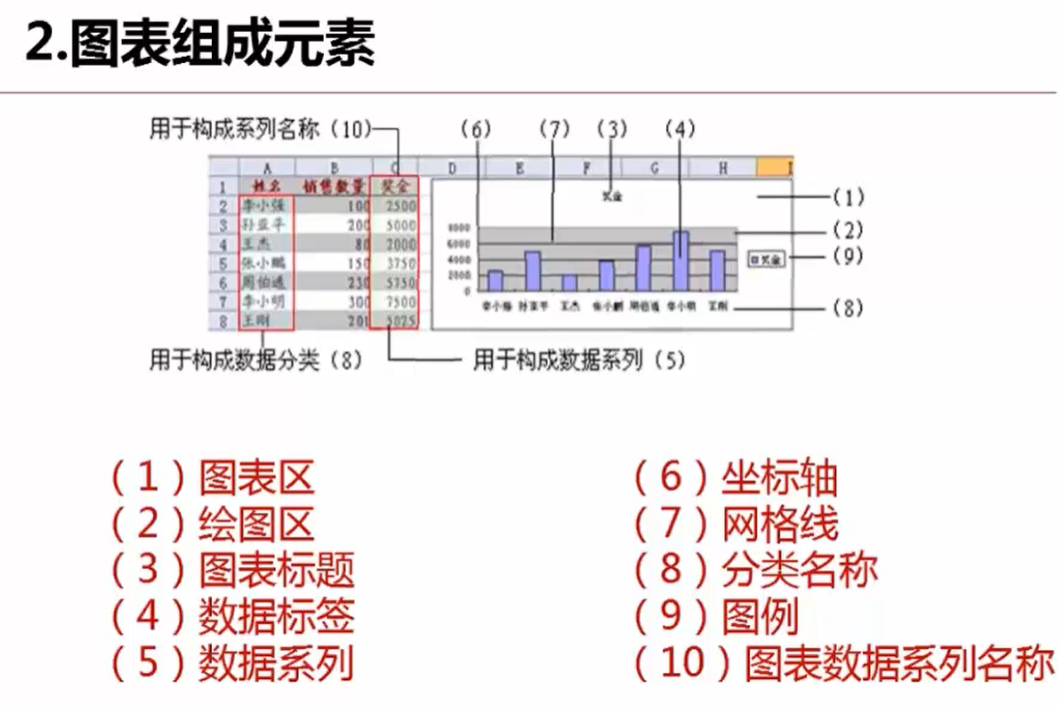 2.图表组成元素
用于构成系列名称（10） （6） （7） （3） （4）
A B C D E F G H I
1 姓名 销售数量 奖金
奖金
（1）
2 李小强 100 2500
（2）
3 孙亚平 200 5000
4 王杰 80 2000
5 张小鹏 150 3750
6 周伯通 230 5750
7 李小明 300 7500
8 王刚 201 5025
8000
6000
4000
2000
0
奖金
（9）
李小强 孙亚平 王杰 张小鹏 周伯通 李小明 王刚
（8）
用于构成数据分类（8） 用于构成数据系列（5）
（1）图表区
（2）绘图区
（3）图表标题
（4）数据标签
（5）数据系列
（6）坐标轴
（7）网格线
（8）分类名称
（9）图例
（10）图表数据系列名称